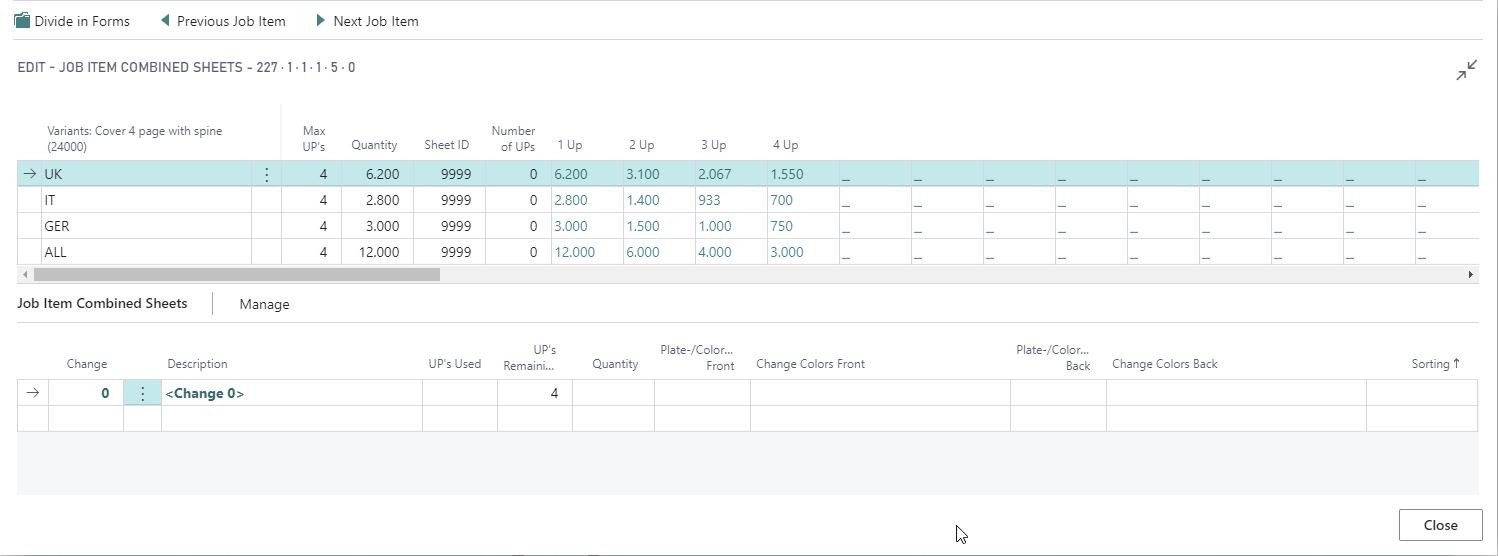 Divide in Forms Previous Job Item Next Job Item
EDIT - JOB ITEM COMBINED SHEETS - 227 · 1 · 1 · 1 · 5 · 0
Variants: Cover 4 page with spine (24000) Max UP's Quantity Sheet ID Number of UPs 1 Up 2 Up 3 Up 4 Up
UK 4 6.200 9999 0 6.200 3.100 2.067 1.550 _ _ _ _ _ _ _ _ _
IT 4 2.800 9999 0 2.800 1.400 933 700 _ _ _ _ _ _ _ _ _
GER 4 3.000 9999 0 3.000 1.500 1.000 750 _ _ _ _ _ _ _ _ _
ALL 4 12.000 9999 0 12.000 6.000 4.000 3.000 _ _ _ _ _ _ _ _ _
Job Item Combined Sheets Manage
Change Description UP's Used UP's Remaini... Quantity Plate-/Color... Front Change Colors Front Plate-/Color... Back Change Colors Back Sorting ↑
0 <Change 0> 4
Close